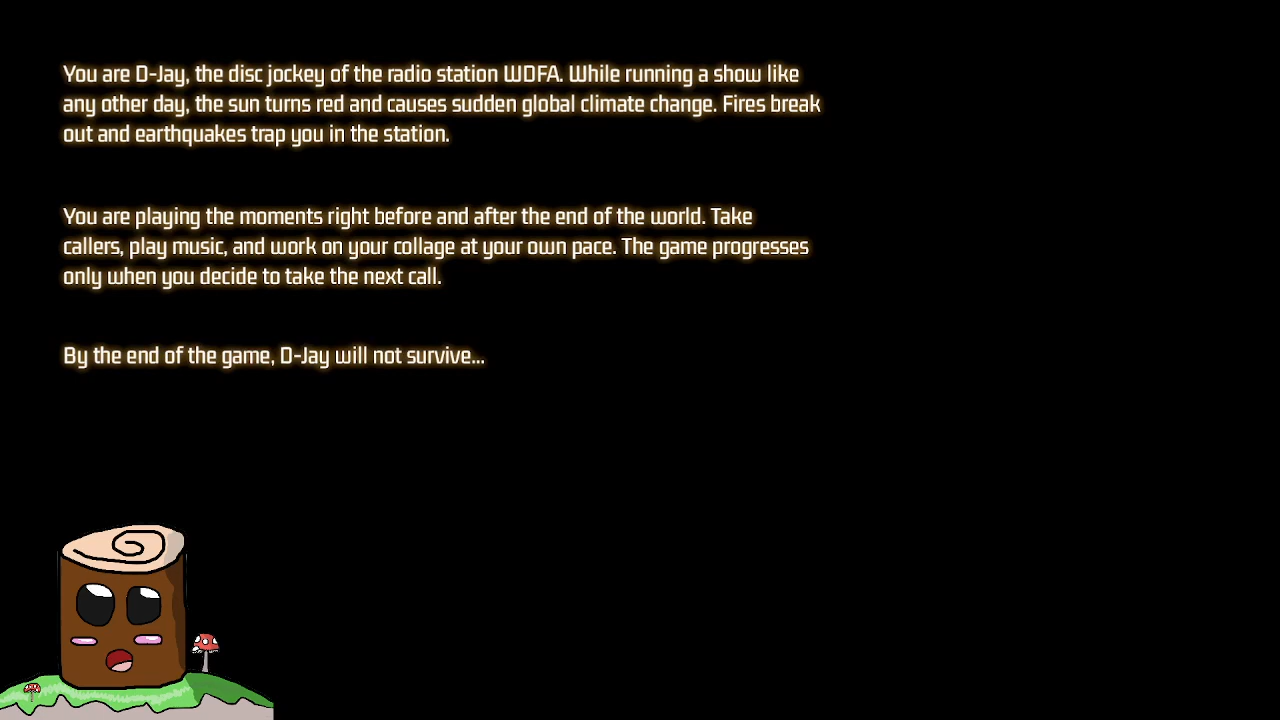 You are D-Jay, the disc jockey of the radio station WDFA. While running a show like
any other day, the sun turns red and causes sudden global climate change. Fires break
out and earthquakes trap you in the station.
You are playing the moments right before and after the end of the world. Take
callers, play music, and work on your collage at your own pace. The game progresses
only when you decide to take the next call.
By the end of the game, D-Jay will not survive...